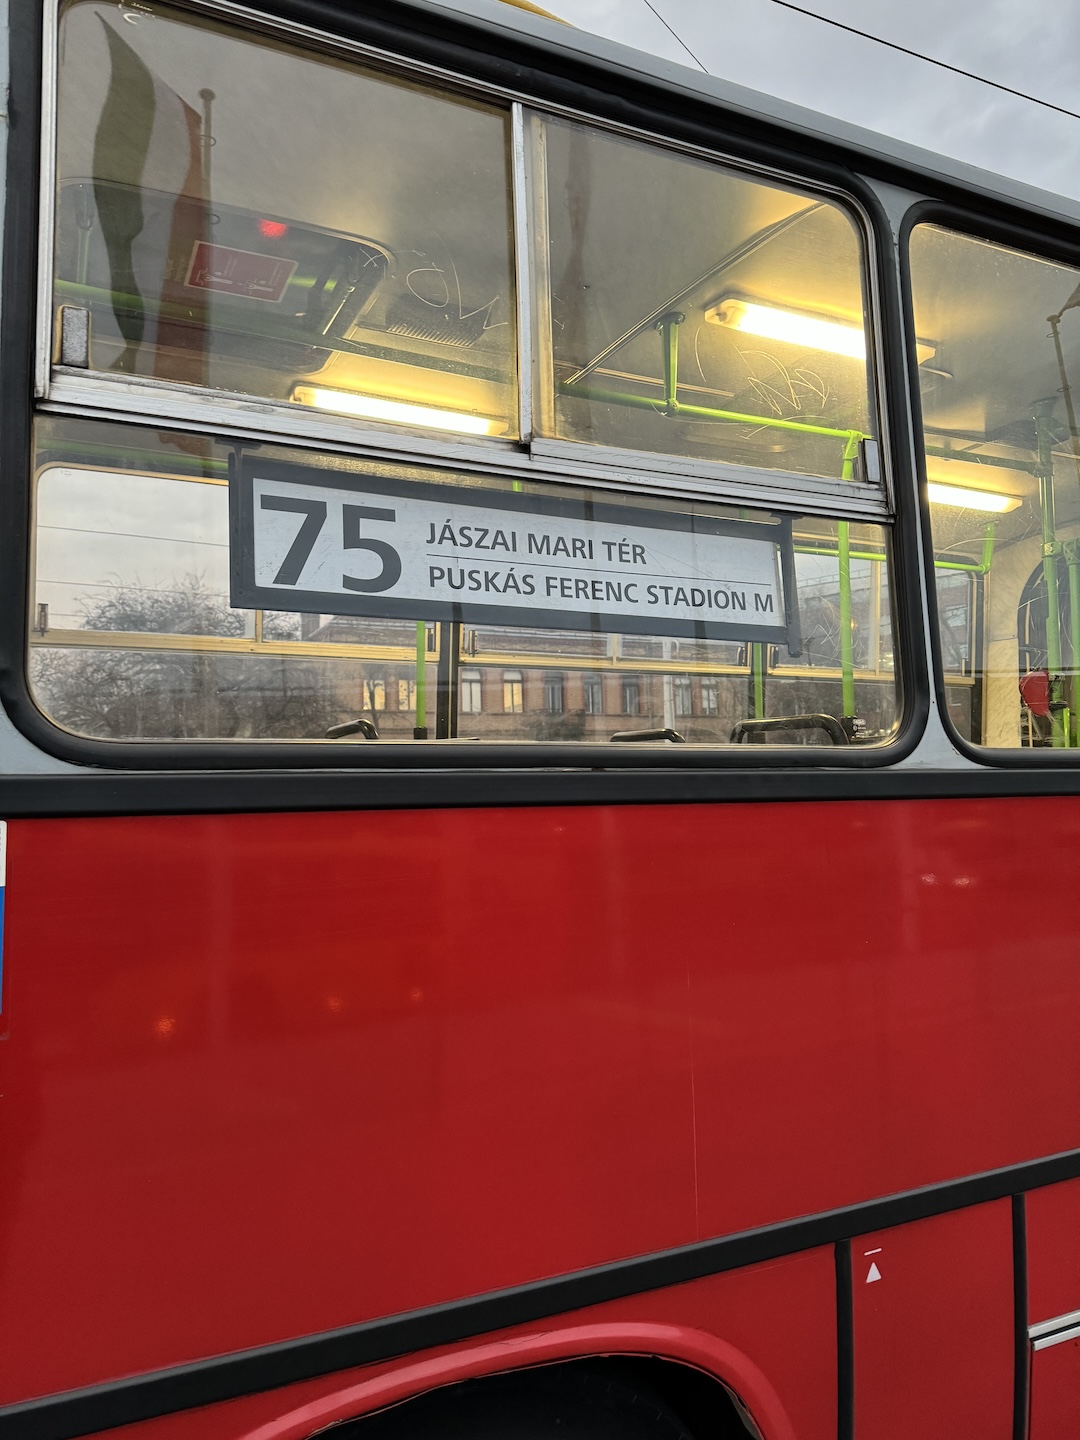 75
JÁSZAI MARI TÉR
PUSKÁS FERENC STADION M